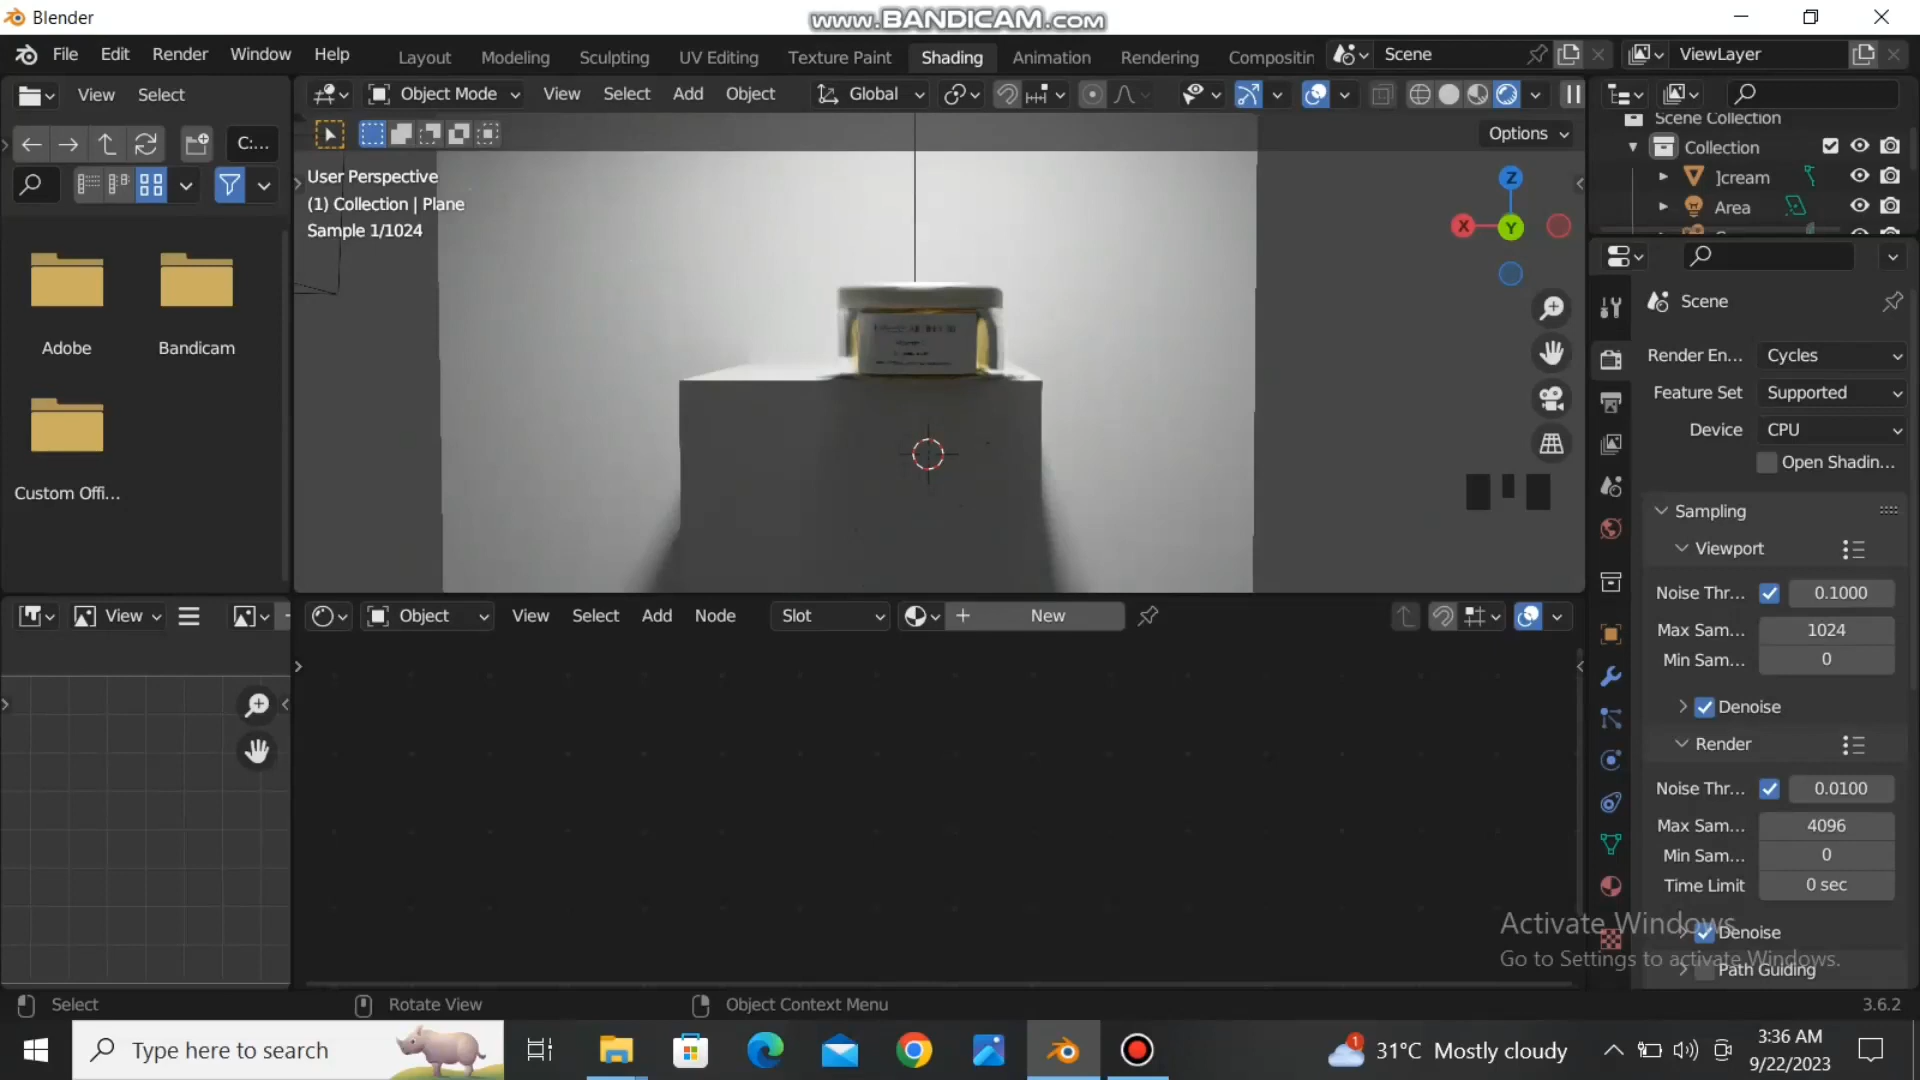 Blender
www.BANDICAM.com
File Edit Render Window Help
Layout Modeling Sculpting UV Editing Texture Paint Shading Animation Rendering Compositin
Scene
ViewLayer
View Select
Object Mode View Select Add Object Global
C:...
Options
User Perspective
(1) Collection | Plane
Sample 1/1024
Z
X
Y
Adobe Bandicam
Custom Offi...
Scene Collection
Collection
]cream
Area
Scene
Render En... Cycles
Feature Set Supported
Device CPU
Open Shadin...
Sampling
Viewport
Noise Thr... 0.1000
Max Sam... 1024
Min Sam... 0
Denoise
Render
Noise Thr... 0.0100
Max Sam... 4096
Min Sam... 0
Time Limit 0 sec
Denoise
Path Guiding
View
Object View Select Add Node Slot New
Activate Windows
Go to Settings to activate Windows.
Select Rotate View Object Context Menu 3.6.2
Type here to search
1
31°C Mostly cloudy
3:36 AM
9/22/2023